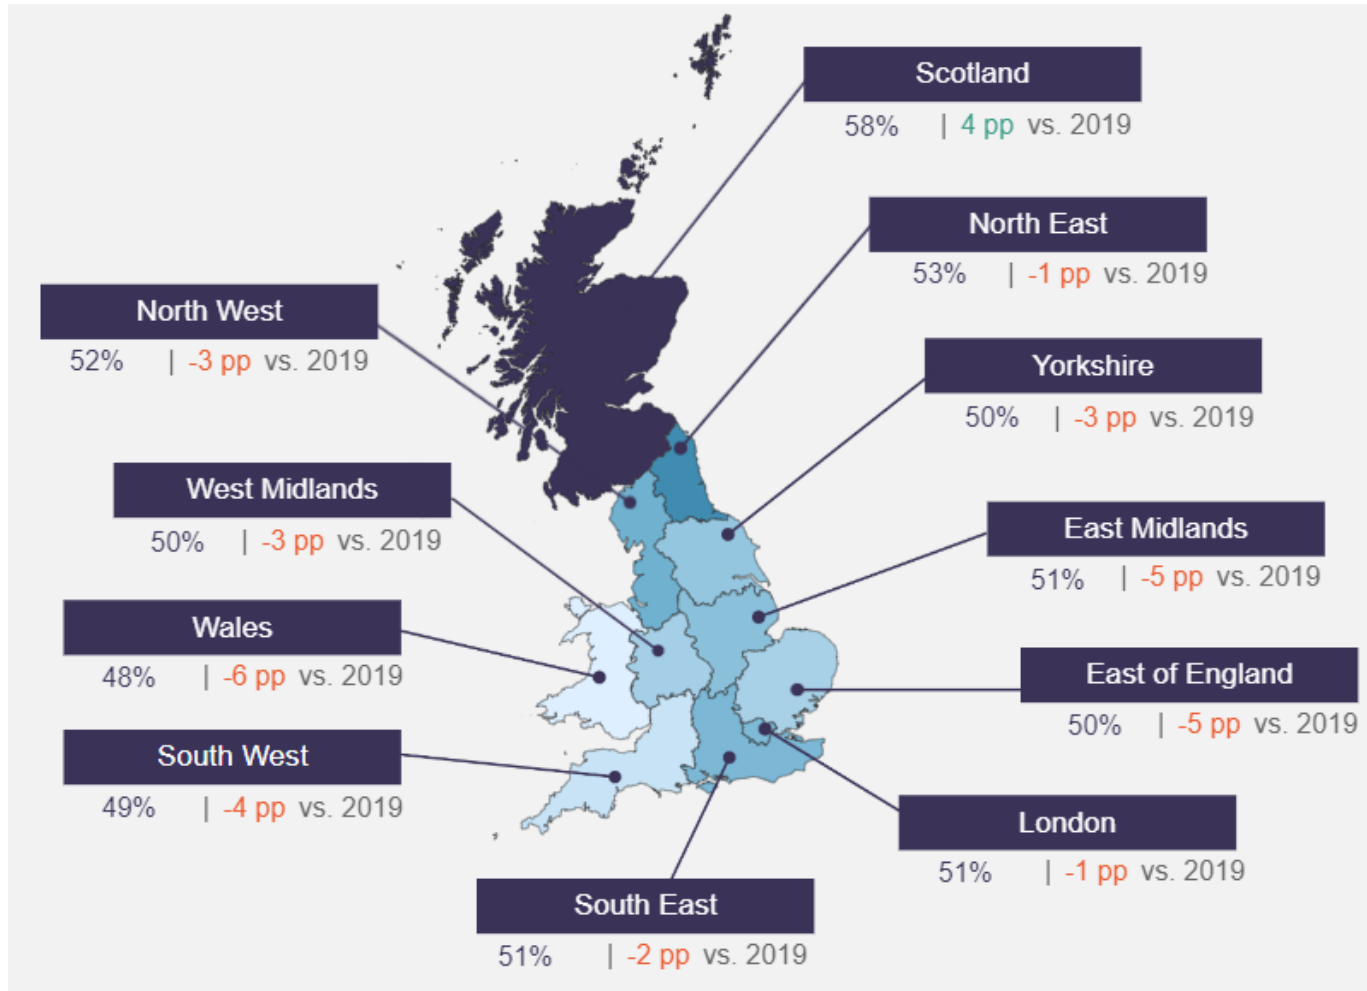 Scotland
58% | 4 pp vs. 2019
North East
53% | -1 pp vs. 2019
North West
52% | -3 pp vs. 2019
Yorkshire
50% | -3 pp vs. 2019
West Midlands
50% | -3 pp vs. 2019
East Midlands
51% | -5 pp vs. 2019
Wales
48% | -6 pp vs. 2019
East of England
50% | -5 pp vs. 2019
South West
49% | -4 pp vs. 2019
London
51% | -1 pp vs. 2019
South East
51% | -2 pp vs. 2019